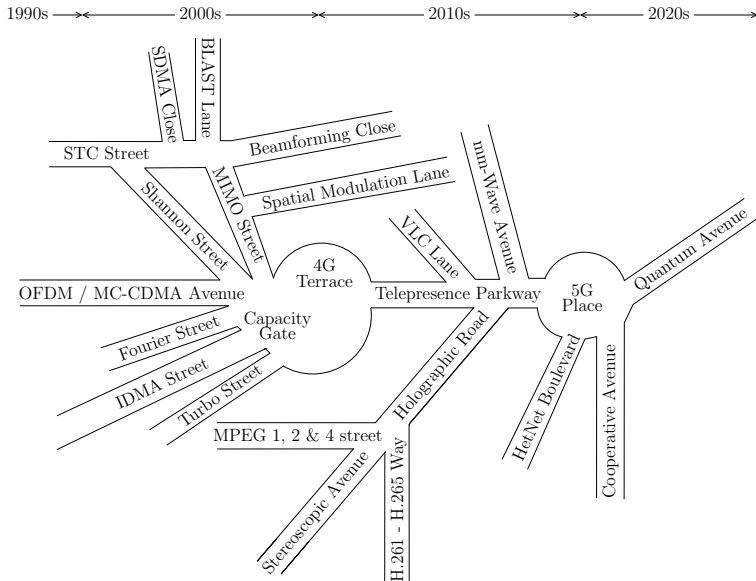 1990s
2000s
2010s
2020s
SDMA Close
BLAST Lane
STC Street
Beamforming Close
Shannon Street
MIMO Street
Spatial Modulation Lane
mm-Wave Avenue
VLC Lane
Quantum Avenue
4G
Terrace
5G
Place
OFDM / MC-CDMA Avenue
Telepresence Parkway
Capacity
Gate
Fourier Street
IDMA Street
Turbo Street
Holographic Road
HetNet Boulevard
Cooperative Avenue
MPEG 1, 2 & 4 street
Stereoscopic Avenue
H.261 - H.265 Way